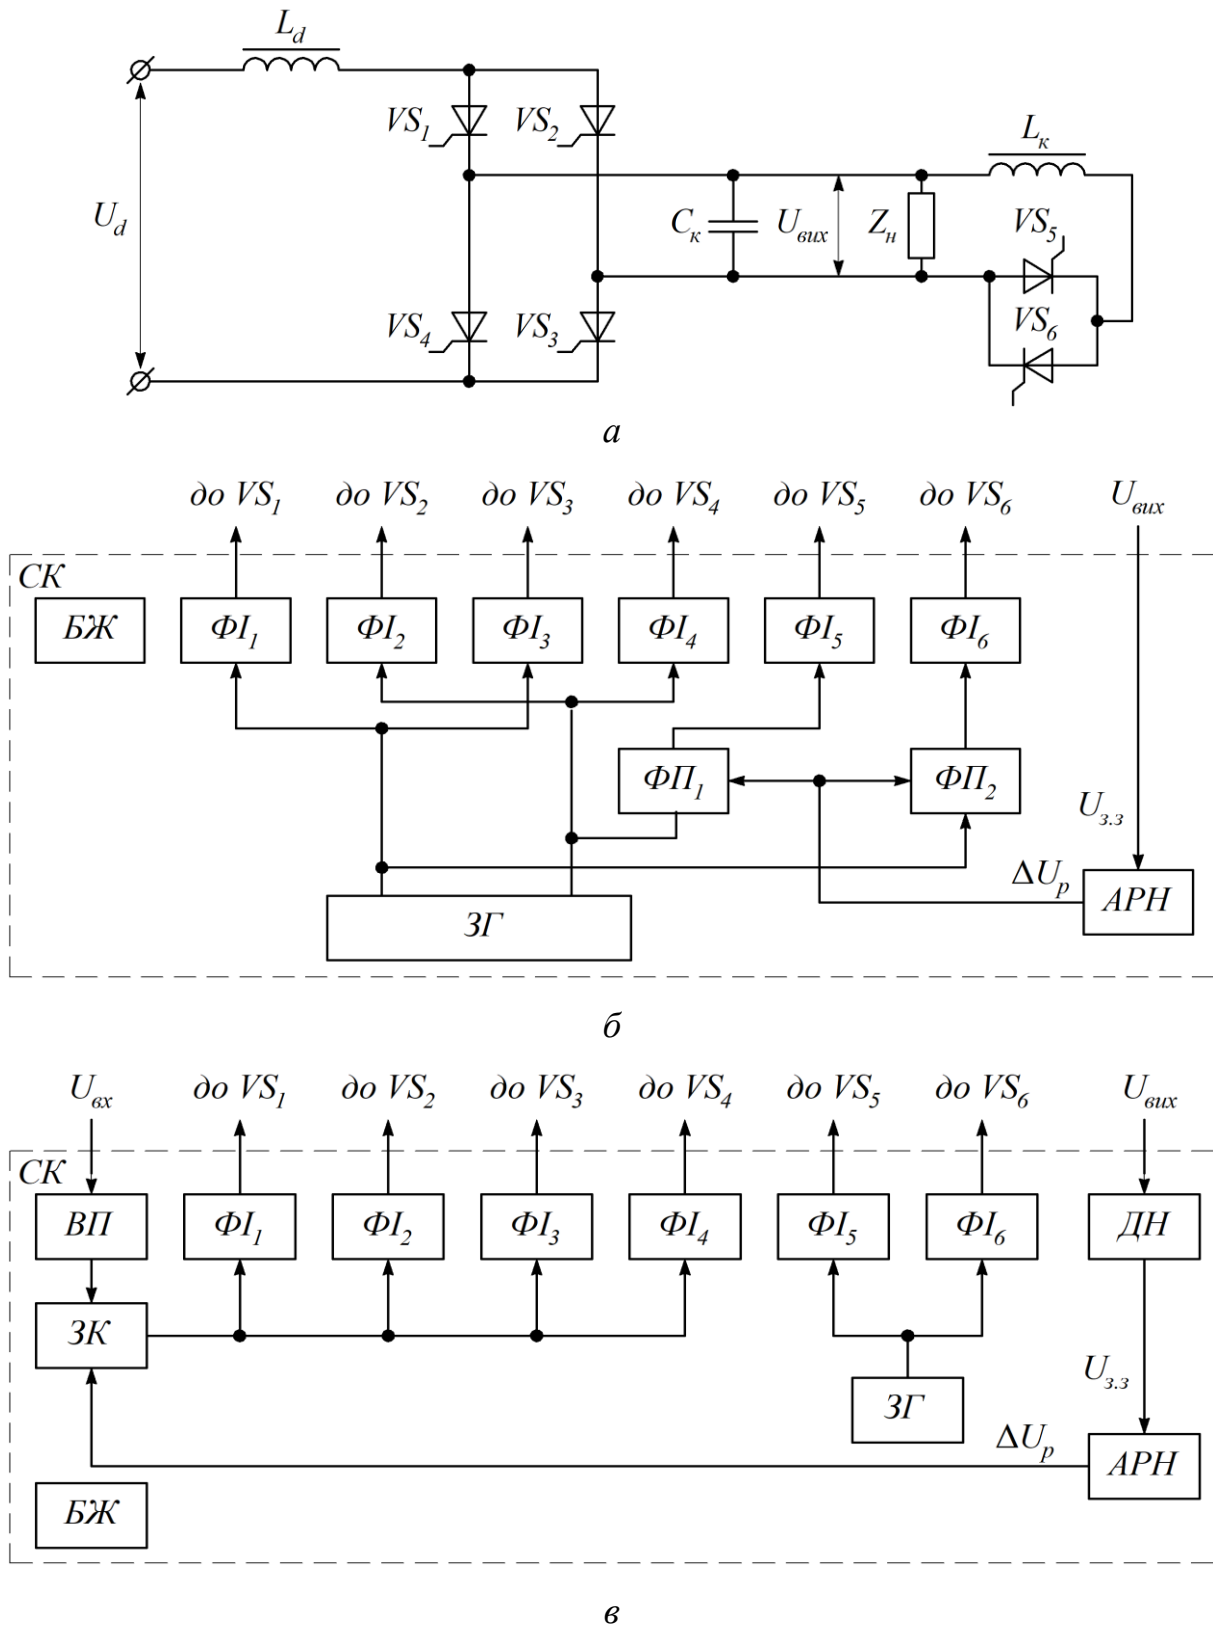 L_d
VS_1 VS_2
L_к
U_d
C_к U_вих Z_н VS_5
VS_4 VS_3 VS_6
а
до VS_1 до VS_2 до VS_3 до VS_4 до VS_5 до VS_6 U_вих
СК
БЖ ФІ_1 ФІ_2 ФІ_3 ФІ_4 ФІ_5 ФІ_6
ФП_1 ФП_2
U_з.з
ΔU_р
ЗГ АРН
б
U_вх до VS_1 до VS_2 до VS_3 до VS_4 до VS_5 до VS_6 U_вих
СК
ВП ФІ_1 ФІ_2 ФІ_3 ФІ_4 ФІ_5 ФІ_6 ДН
ЗК
U_з.з
ЗГ
ΔU_р
АРН
БЖ
в